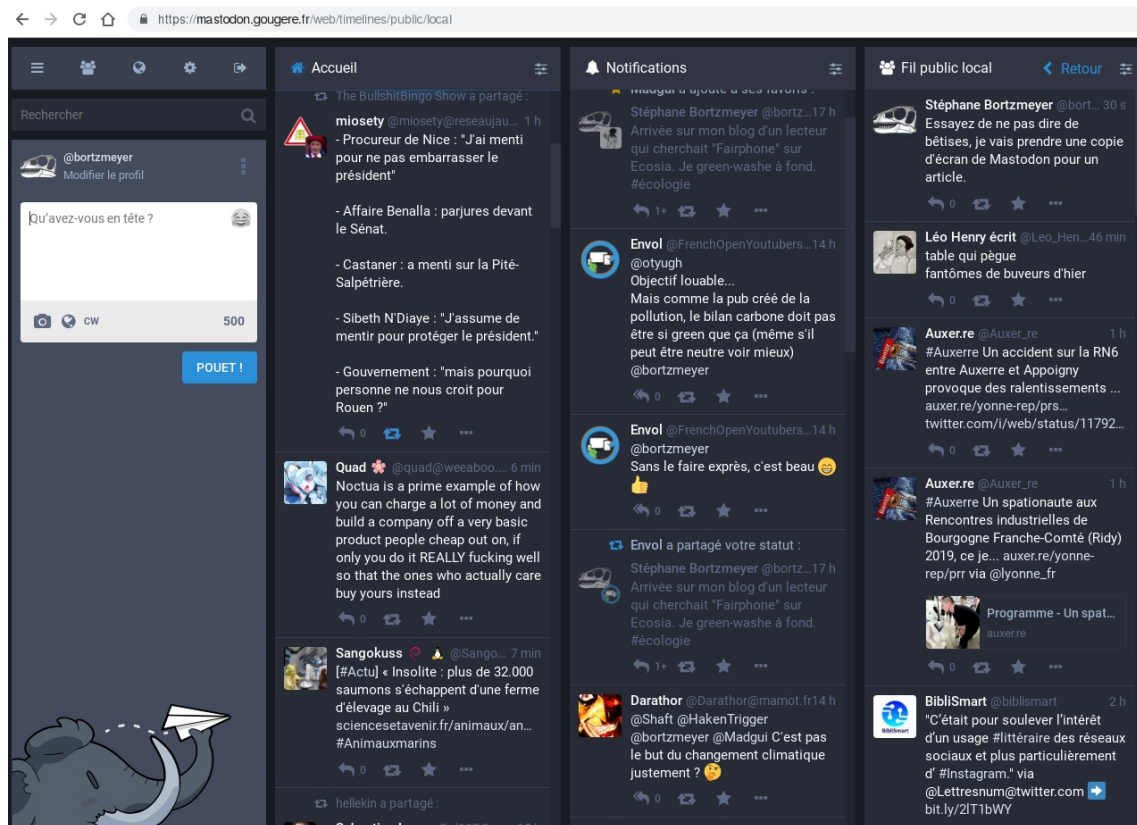 https://mastodon.gougere.fr/web/timelines/public/local
Rechercher
@bortzmeyer
Modifier le profil
Qu'avez-vous en tête ?
CW
500
POUET !
Accueil
The BullshitBingo Show a partagé :
miosety @miosety@reseaujau... 1 h
- Procureur de Nice : "J'ai menti
pour ne pas embarrasser le
président"
- Affaire Benalla : parjures devant
le Sénat.
- Castaner : a menti sur la Pité-
Salpétrière.
- Sibeth N'Diaye : "J'assume de
mentir pour protéger le président."
- Gouvernement : "mais pourquoi
personne ne nous croit pour
Rouen ?"
0
Quad @quad@weeaboo.... 6 min
Noctua is a prime example of how
you can charge a lot of money and
build a company off a very basic
product people cheap out on, if
only you do it REALLY fucking well
so that the ones who actually care
buy yours instead
0
Sangokuss @Sango... 7 min
[#Actu] « Insolite : plus de 32.000
saumons s'échappent d'une ferme
d'élevage au Chili »
sciencesetavenir.fr/animaux/an...
#Animauxmarins
0
hellekin a partagé :
Notifications
Madgui a ajouté à ses favoris :
Stéphane Bortzmeyer @bortz...17 h
Arrivée sur mon blog d'un lecteur
qui cherchait "Fairphone" sur
Ecosia. Je green-washe à fond.
#écologie
1+
Envol @FrenchOpenYoutubers...14 h
@otyugh
Objectif louable...
Mais comme la pub créé de la
pollution, le bilan carbone doit pas
être si green que ça (même s'il
peut être neutre voir mieux)
@bortzmeyer
0
Envol @FrenchOpenYoutubers...14 h
@bortzmeyer
Sans le faire exprès, c'est beau 😁
👍
0
Envol a partagé votre statut :
Stéphane Bortzmeyer @bortz...17 h
Arrivée sur mon blog d'un lecteur
qui cherchait "Fairphone" sur
Ecosia. Je green-washe à fond.
#écologie
1+
Darathor @Darathor@mamot.fr14 h
@Shaft @HakenTrigger
@bortzmeyer @Madgui C'est pas
le but du changement climatique
justement ? 🤔
0
Fil public local
Retour
Stéphane Bortzmeyer @bort... 30 s
Essayez de ne pas dire de
bêtises, je vais prendre une copie
d'écran de Mastodon pour un
article.
0
Léo Henry écrit @Leo_Hen...46 min
table qui pègue
fantômes de buveurs d'hier
0
Auxer.re @Auxer_re 1 h
#Auxerre Un accident sur la RN6
entre Auxerre et Appoigny
provoque des ralentissements ...
auxer.re/yonne-rep/prs...
twitter.com/i/web/status/11792...
0
Auxer.re @Auxer_re 1 h
#Auxerre Un spationaute aux
Rencontres industrielles de
Bourgogne Franche-Comté (Ridy)
2019, ce je... auxer.re/yonne-
rep/prr via @lyonne_fr
Programme - Un spat...
auxer.re
0
BibliSmart @biblismart 2 h
"C'était pour soulever l'intérêt
d'un usage #littéraire des réseaux
sociaux et plus particulièrement
d' #Instagram." via
@Lettresnum@twitter.com ➡
bit.ly/2lT1bWY